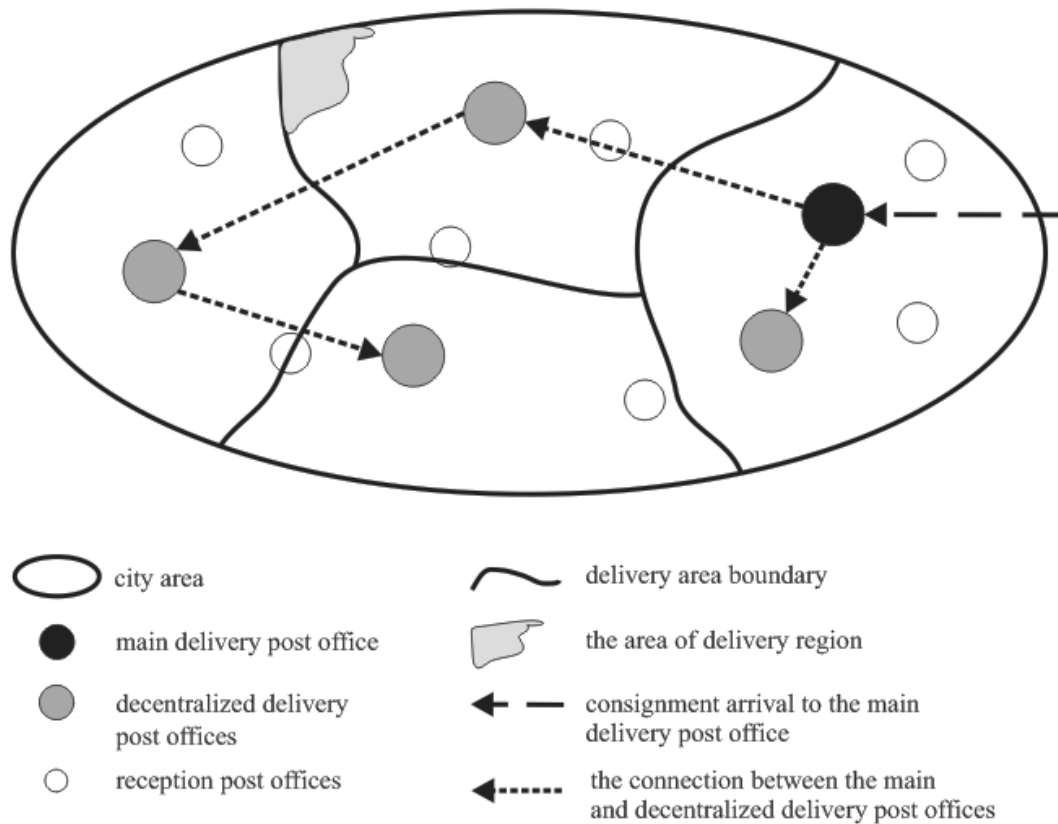 city area
delivery area boundary
main delivery post office
the area of delivery region
decentralized delivery
post offices
consignment arrival to the main
delivery post office
reception post offices
the connection between the main
and decentralized delivery post offices